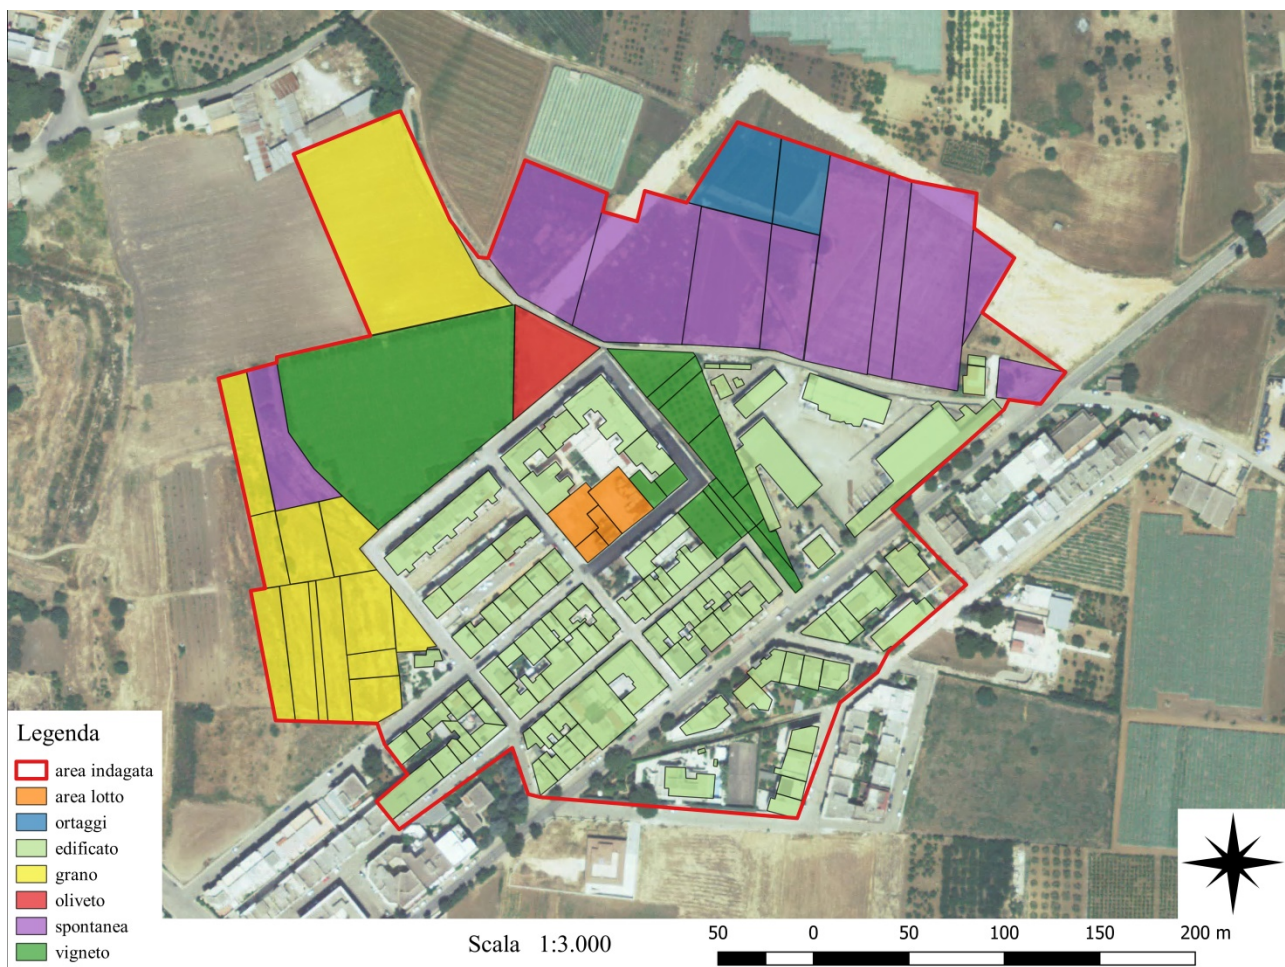 Legenda
area indagata
area lotto
ortaggi
edificato
grano
oliveto
spontanea
vigneto
Scala 1:3.000
50 0 50 100 150 200 m